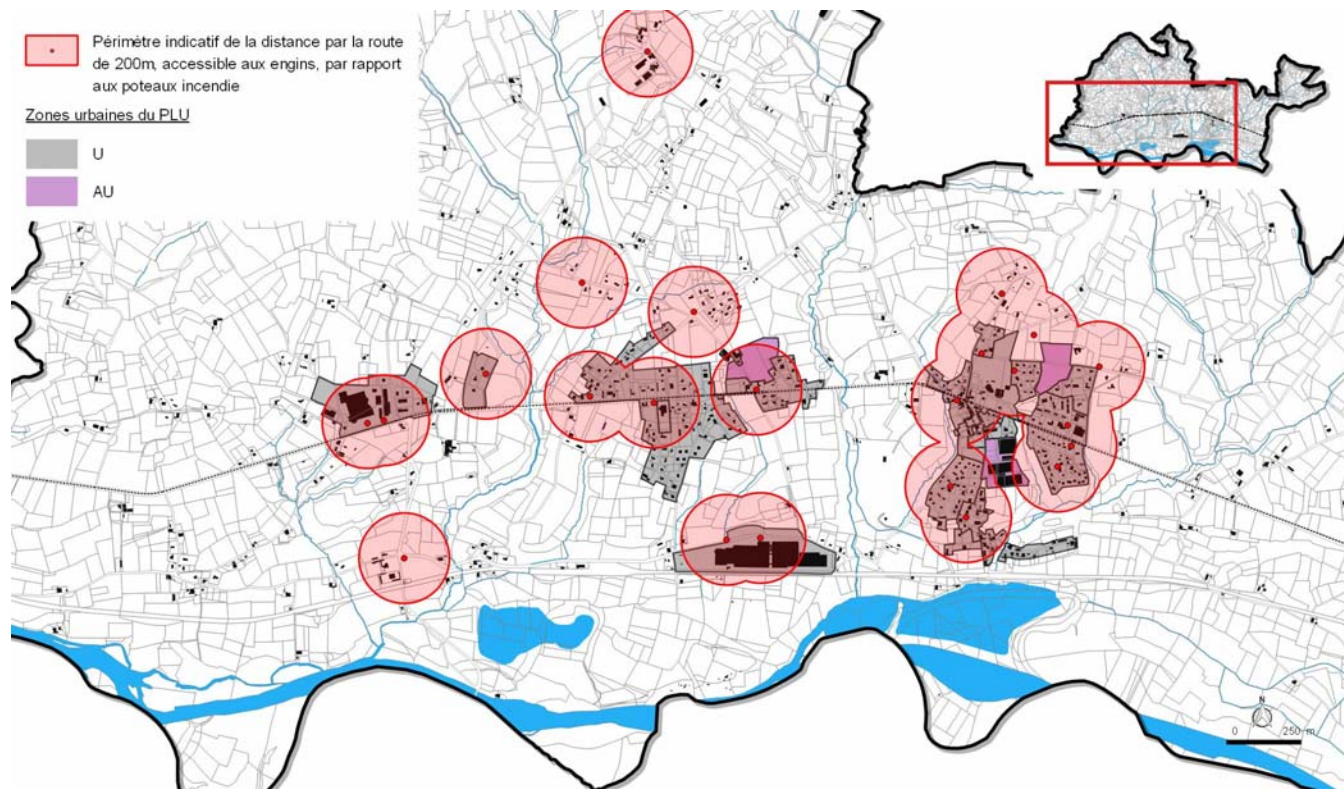 Périmètre indicatif de la distance par la route
de 200m, accessible aux engins, par rapport
aux poteaux incendie
Zones urbaines du PLU
U
AU
N
0 250 m